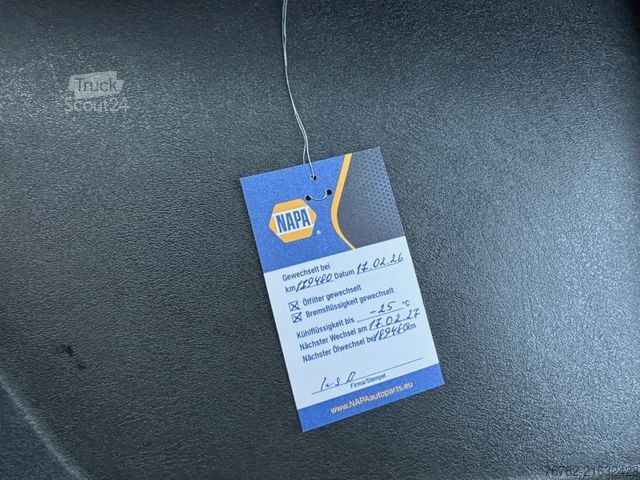 Truck
Scout24
NAPA
®
Gewechselt bei
km 179480 Datum 17.02.26
☒ Ölfilter gewechselt
☒ Bremsflüssigkeit gewechselt
Kühlflüssigkeit bis -25 °C
Nächster Wechsel am 17.02.27
Nächster Ölwechsel bei 189480 km
Firma/Stempel
www.NAPAautoparts.eu